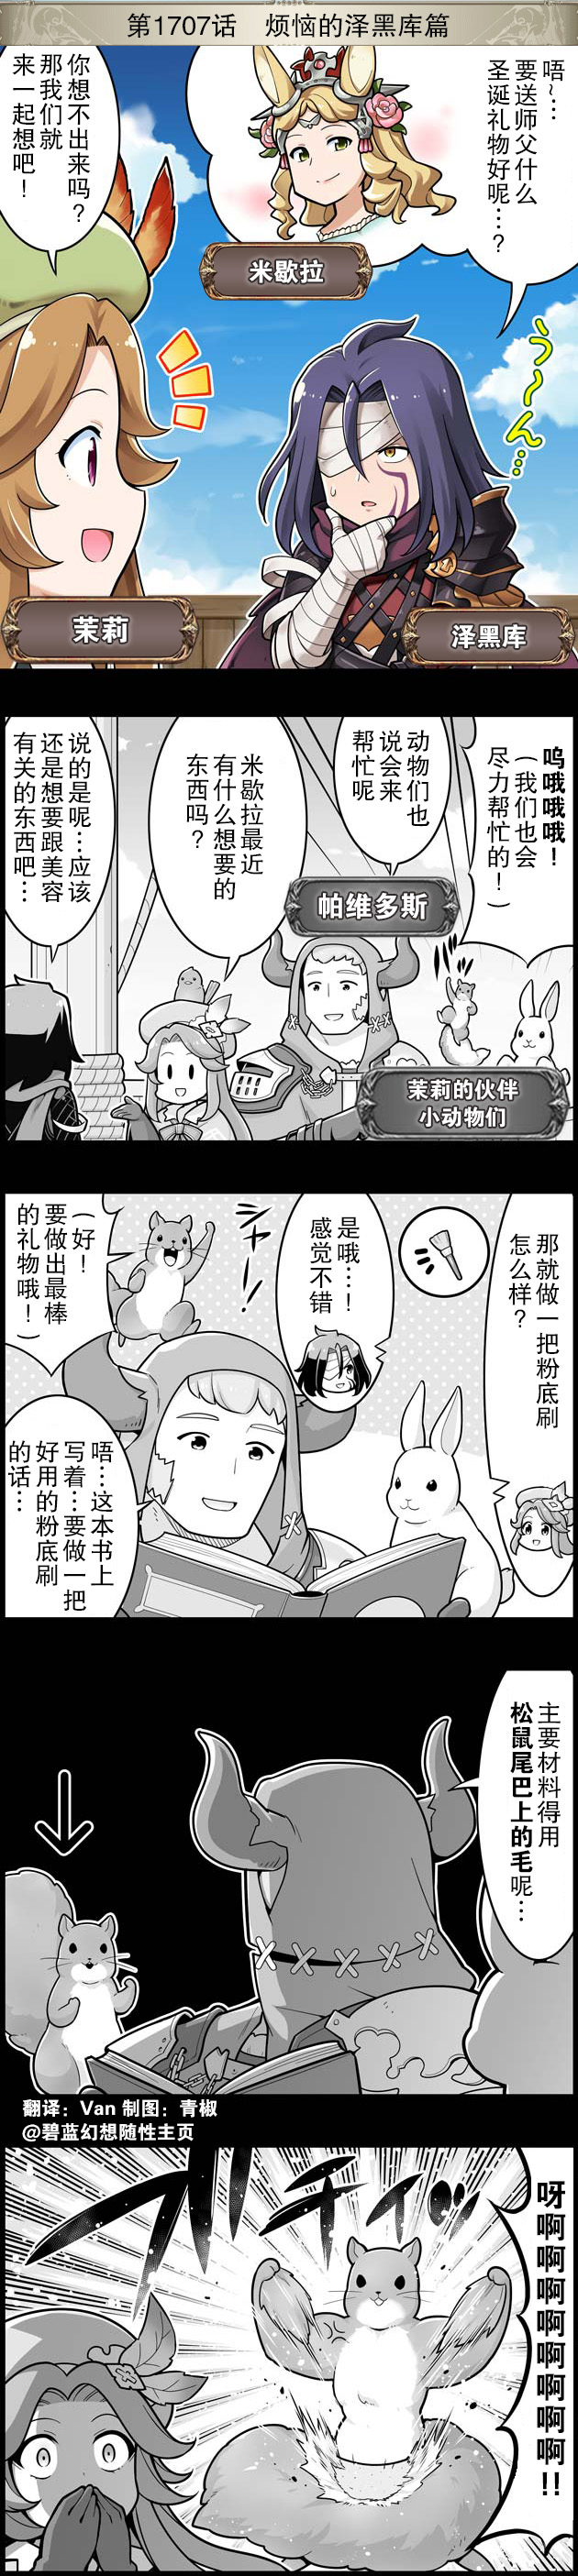 第1707话 烦恼的泽黑库篇
唔~…
要送师父什么
圣诞礼物好呢…?
米歇拉
你想不出来吗?
那我们就
来一起想吧!
う~ん…
茉莉
泽黑库
呜哦哦哦!
(我们也会
尽力帮忙的!)
动物们也
说会来
帮忙呢
帕维多斯
米歇拉最近
有什么想要的
东西吗?
说的是呢…应该
还是想要跟美容
有关的东西吧…
茉莉的伙伴
小动物们
那就做一把粉底刷
怎么样?
是哦…!
感觉不错
キー!
(好!
要做出最棒
的礼物哦!)
唔…这本书上
写着…要做一把
好用的粉底刷
的话…
主要材料得用
松鼠尾巴上的毛呢…
翻译:Van 制图:青椒
@碧蓝幻想随性主页
呀啊啊啊啊啊啊啊啊!!